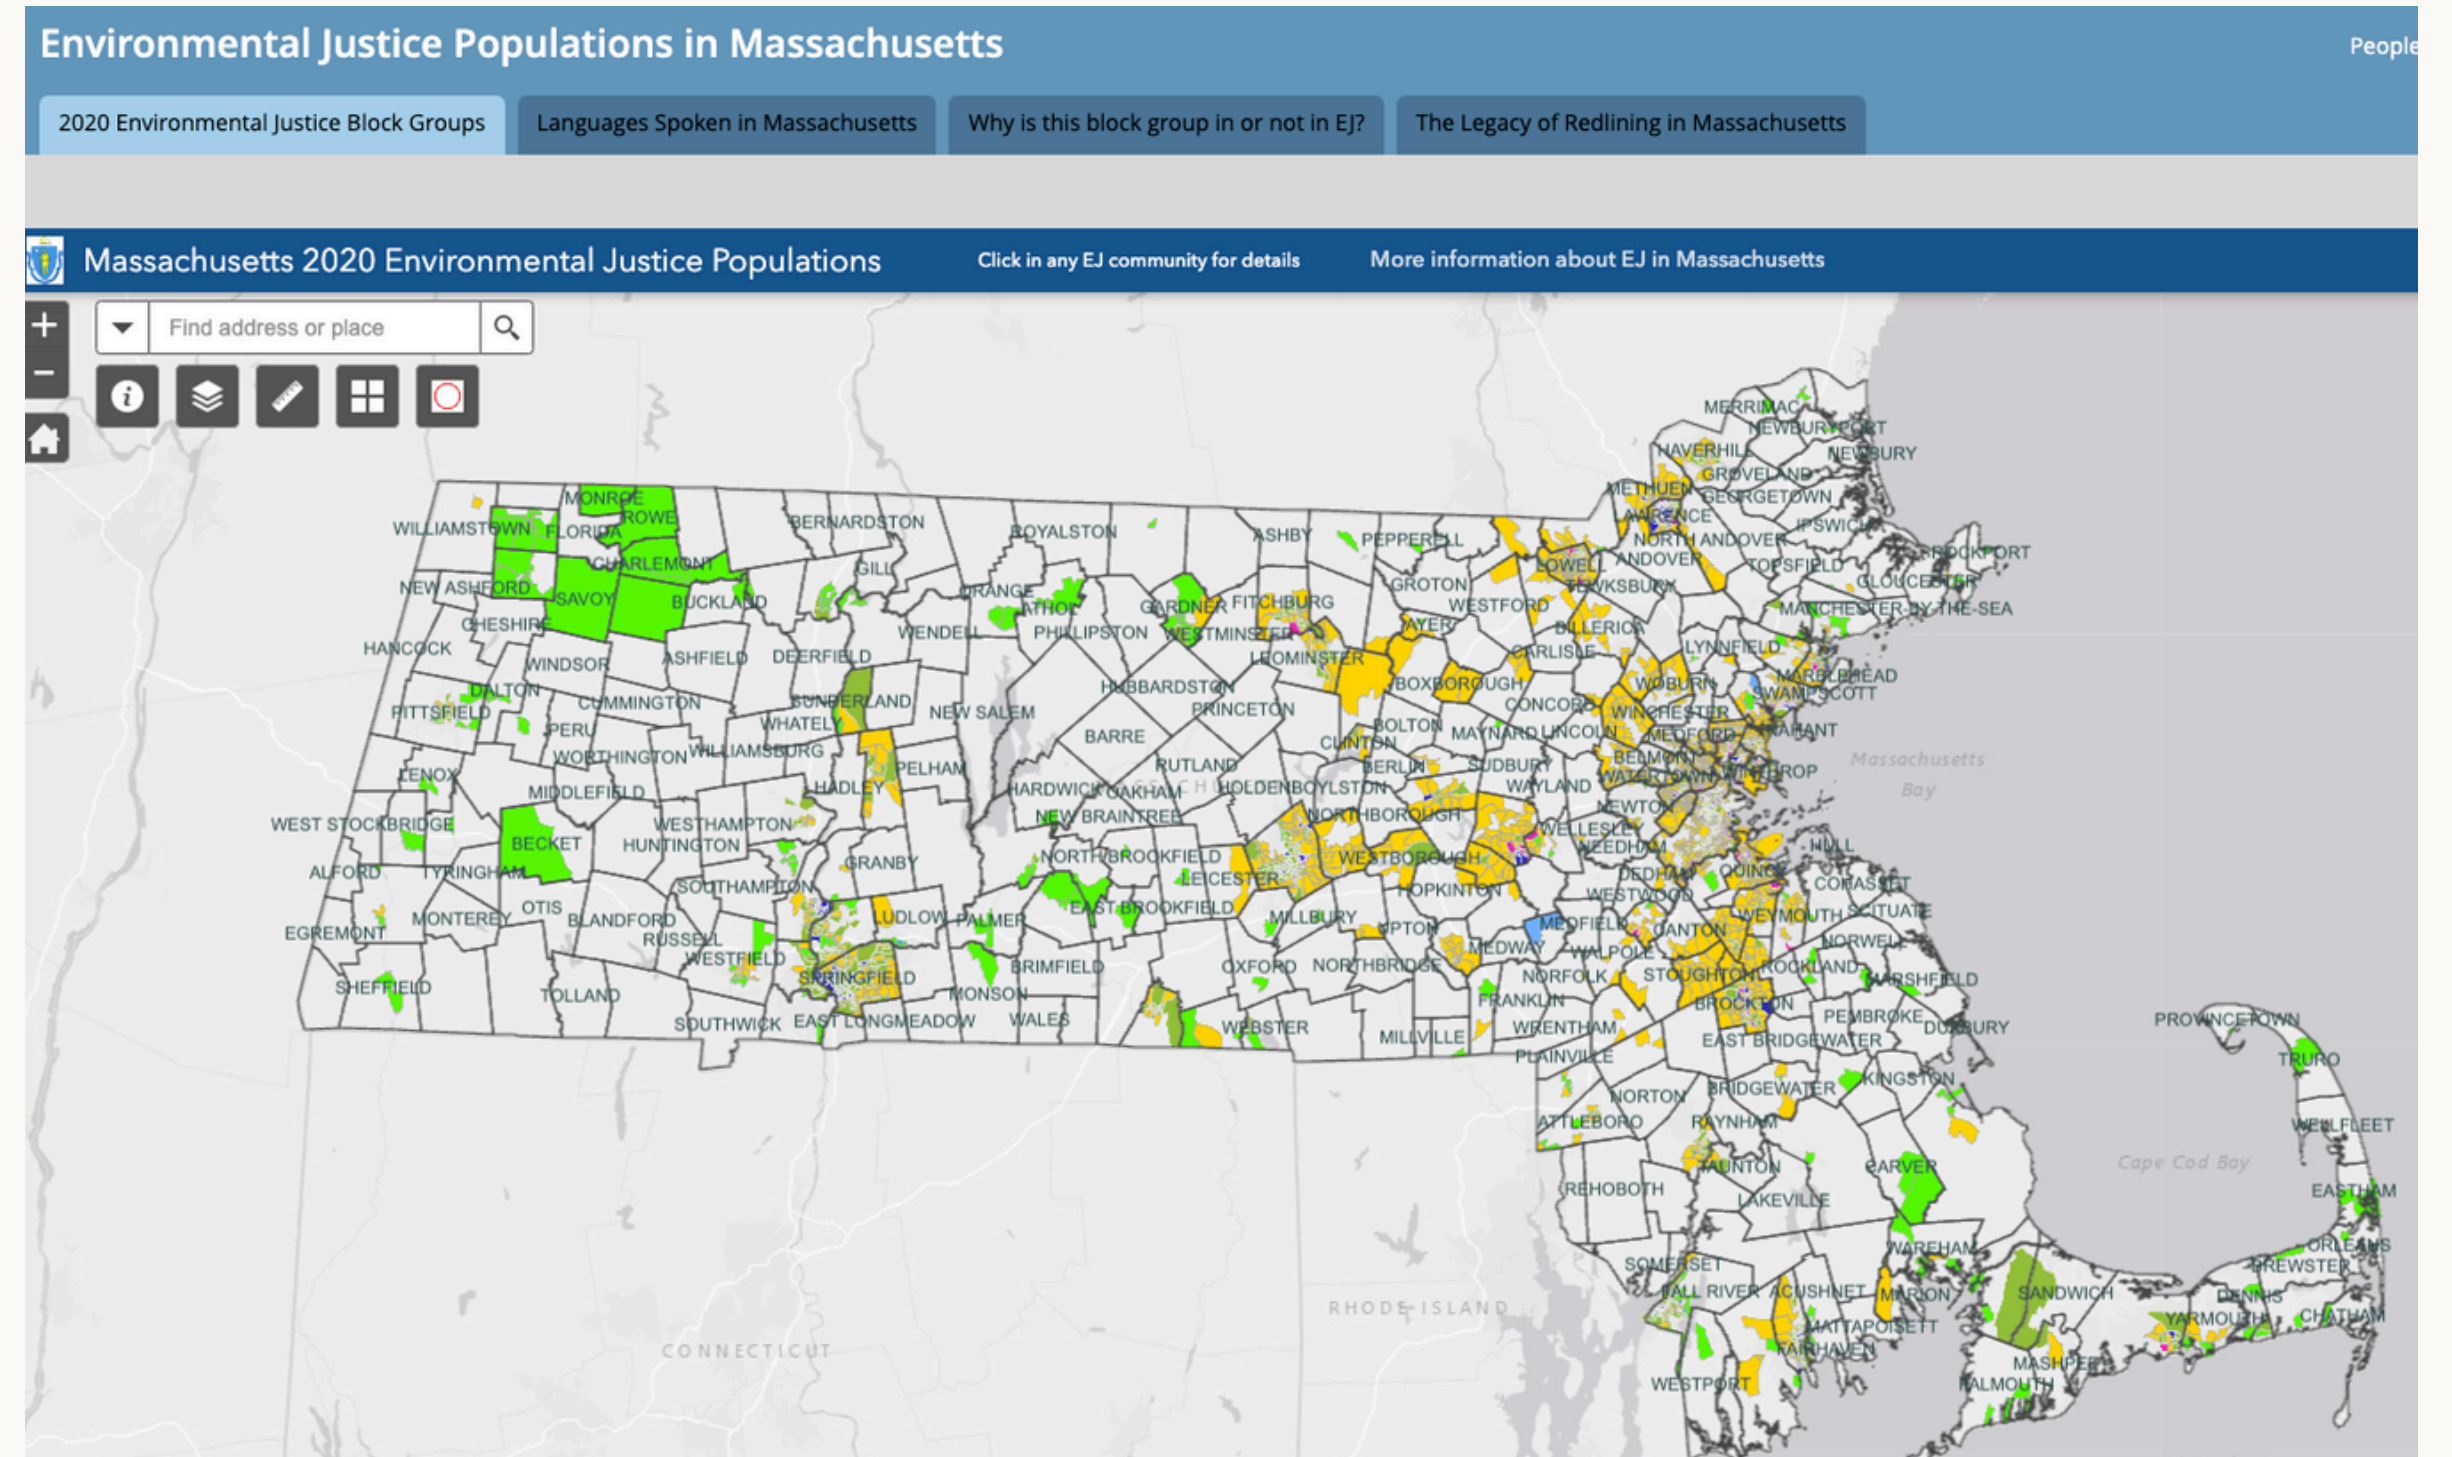 Environmental Justice Populations in Massachusetts
People
2020 Environmental Justice Block Groups
Languages Spoken in Massachusetts
Why is this block group in or not in EJ?
The Legacy of Redlining in Massachusetts
Massachusetts 2020 Environmental Justice Populations
Click in any EJ community for details
More information about EJ in Massachusetts
Find address or place
MERRIMAC
NEWBURYPORT
HAVERHILL
NEWBURY
GROVELAND
METHUEN
GEORGETOWN
MONROE
ROWE
LAWRENCE
WILLIAMSTOWN
FLORIDA
BERNARDSTON
ROYALSTON
ASHBY
PEPPERELL
NORTH ANDOVER
IPSWICH
ROCKPORT
CHARLEMONT
GILL
LOWELL
ANDOVER
TOPSFIELD
NEW ASHFORD
SAVOY
BUCKLAND
ORANGE
ATHOL
GARDNER
FITCHBURG
GROTON
WESTFORD
TEWKSBURY
GLOUCESTER
MANCHESTER-BY-THE-SEA
CHESHIRE
WENDELL
PHILLIPSTON
WESTMINSTER
AYER
BILLERICA
HANCOCK
WINDSOR
ASHFIELD
DEERFIELD
LEOMINSTER
CARLISLE
LYNNFIELD
DALTON
CUMMINGTON
SUNDERLAND
HUBBARDSTON
BOXBOROUGH
WOBURN
MARBLEHEAD
SWAMPSCOTT
PITTSFIELD
PERU
WHATELY
NEW SALEM
PRINCETON
CONCORD
WINCHESTER
BARRE
BOLTON
MAYNARD
LINCOLN
MEDFORD
NAHANT
WORTHINGTON
WILLIAMSBURG
CLINTON
BELMONT
Massachusetts
Bay
LENOX
PELHAM
RUTLAND
BERLIN
SUDBURY
WATERTOWN
WINTHROP
MIDDLEFIELD
HADLEY
HARDWICK
OAKHAM
HOLDEN
BOYLSTON
WAYLAND
NEWTON
WEST STOCKBRIDGE
WESTHAMPTON
NEW BRAINTREE
NORTHBOROUGH
WELLESLEY
BECKET
HUNTINGTON
GRANBY
NORTH BROOKFIELD
WESTBOROUGH
NEEDHAM
HULL
ALFORD
TYRINGHAM
SOUTHAMPTON
LEICESTER
HOPKINTON
DEDHAM
QUINCY
COHASSET
WESTWOOD
OTIS
EAST BROOKFIELD
EGREMONT
MONTEREY
BLANDFORD
LUDLOW
PALMER
MILLBURY
UPTON
MEDFIELD
CANTON
WEYMOUTH
SCITUATE
RUSSELL
MEDWAY
WALPOLE
NORWELL
WESTFIELD
BRIMFIELD
OXFORD
NORTHBRIDGE
NORFOLK
STOUGHTON
ROCKLAND
MARSHFIELD
SHEFFIELD
TOLLAND
SPRINGFIELD
MONSON
FRANKLIN
BROCKTON
SOUTHWICK
EAST LONGMEADOW
WALES
WEBSTER
MILLVILLE
WRENTHAM
PEMBROKE
DUXBURY
PROVINCETOWN
EAST BRIDGEWATER
PLAINVILLE
TRURO
NORTON
BRIDGEWATER
KINGSTON
ATTLEBORO
RAYNHAM
WELLFLEET
TAUNTON
CARVER
Cape Cod Bay
REHOBOTH
LAKEVILLE
EASTHAM
SOMERSET
WAREHAM
ORLEANS
BREWSTER
FALL RIVER
ACUSHNET
MARION
SANDWICH
DENNIS
RHODE ISLAND
MATTAPOISETT
YARMOUTH
CHATHAM
CONNECTICUT
FAIRHAVEN
MASHPEE
WESTPORT
FALMOUTH